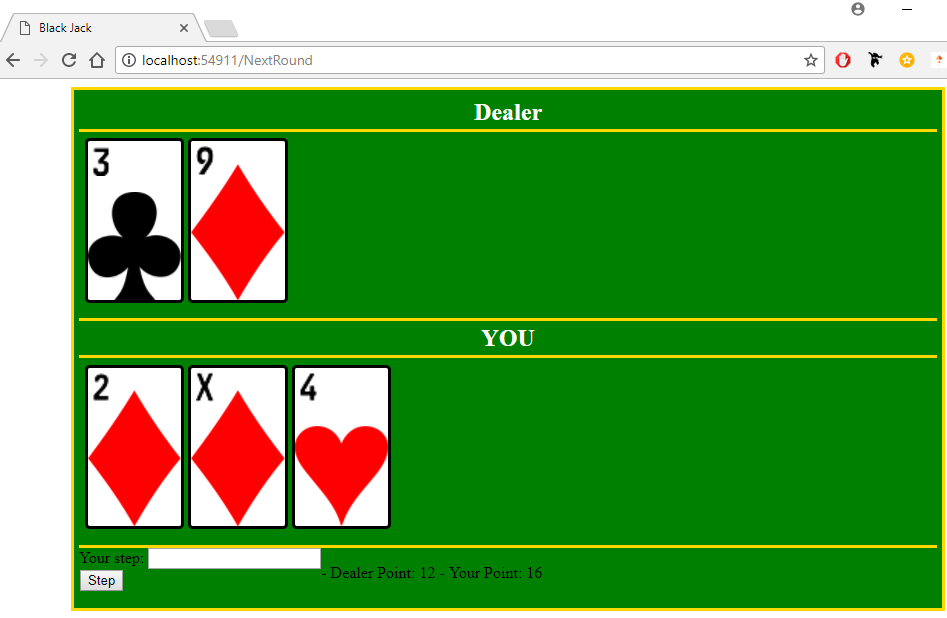 Black Jack
localhost:54911/NextRound
Dealer
3 9
YOU
2 X 4
Your step:
- Dealer Point: 12 - Your Point: 16
Step